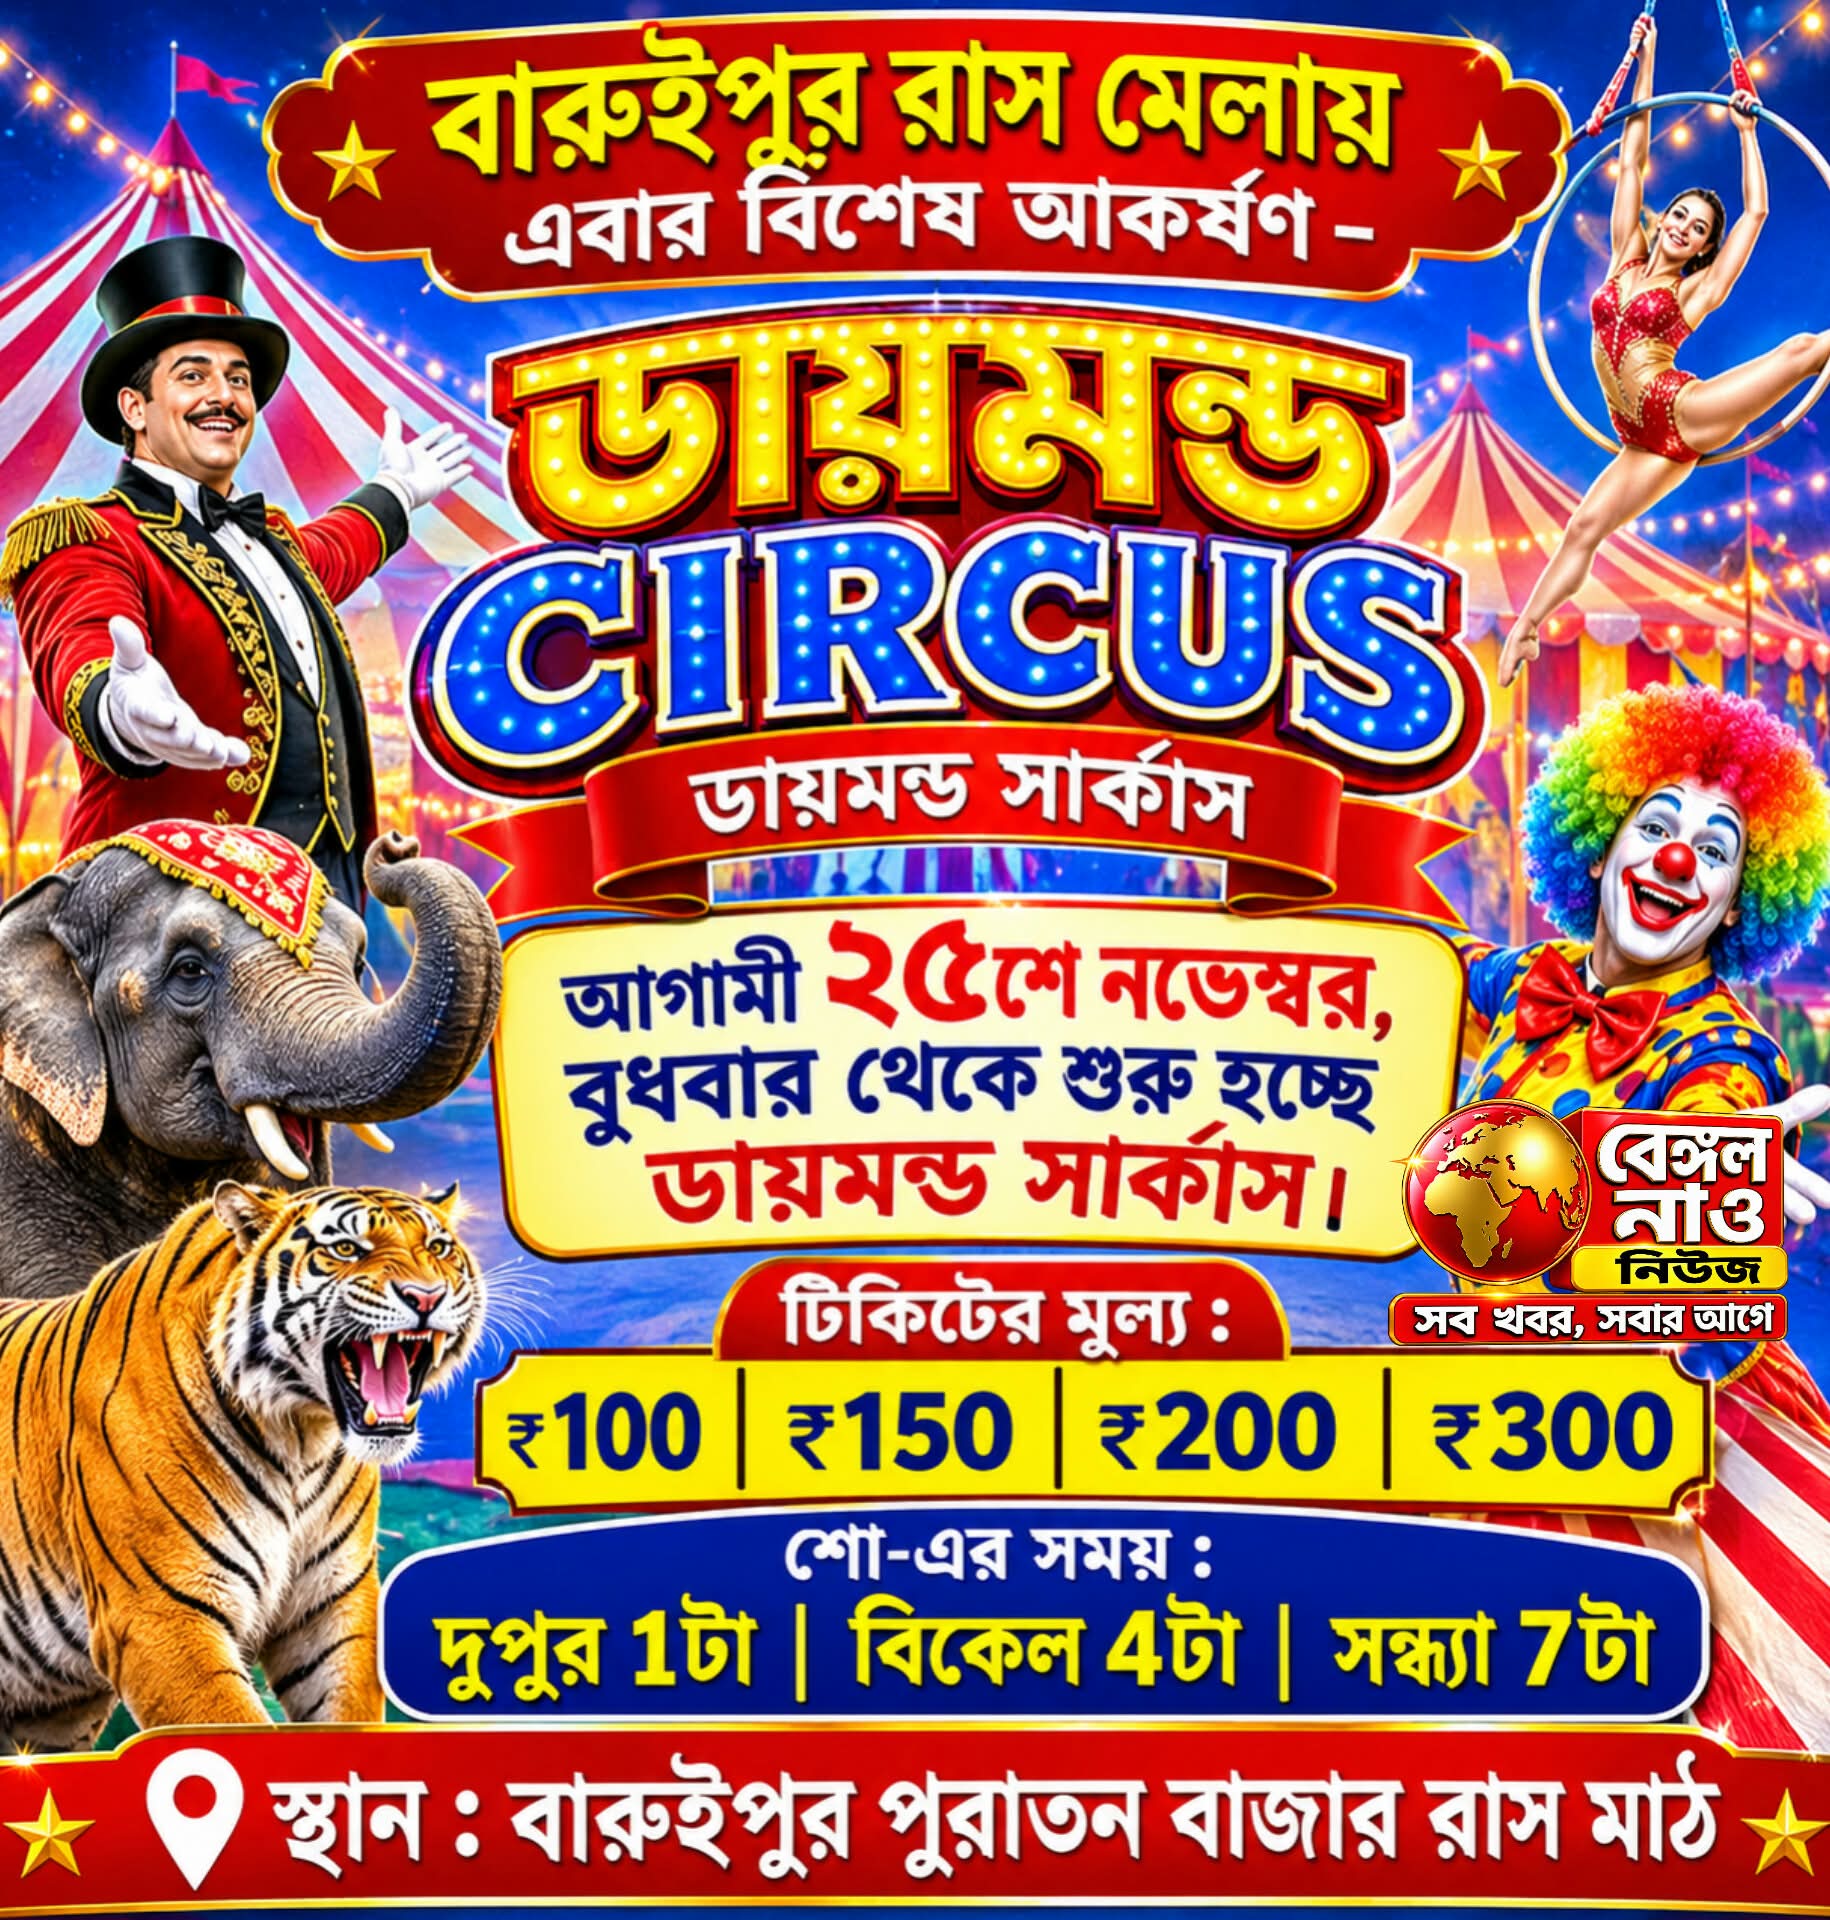 বারুইপুর রাস মেলায়
এবার বিশেষ আকর্ষণ –
ডায়মন্ড
CIRCUS
ডায়মন্ড সার্কাস
আগামী ২৫শে নভেম্বর,
বুধবার থেকে শুরু হচ্ছে
ডায়মন্ড সার্কাস।
বেঙ্গল
নাও
নিউজ
সব খবর, সবার আগে
টিকিটের মুল্য :
₹100 | ₹150 | ₹200 | ₹300
শো-এর সময় :
দুপুর 1টা | বিকেল 4টা | সন্ধ্যা 7টা
স্থান : বারুইপুর পুরাতন বাজার রাস মাঠ